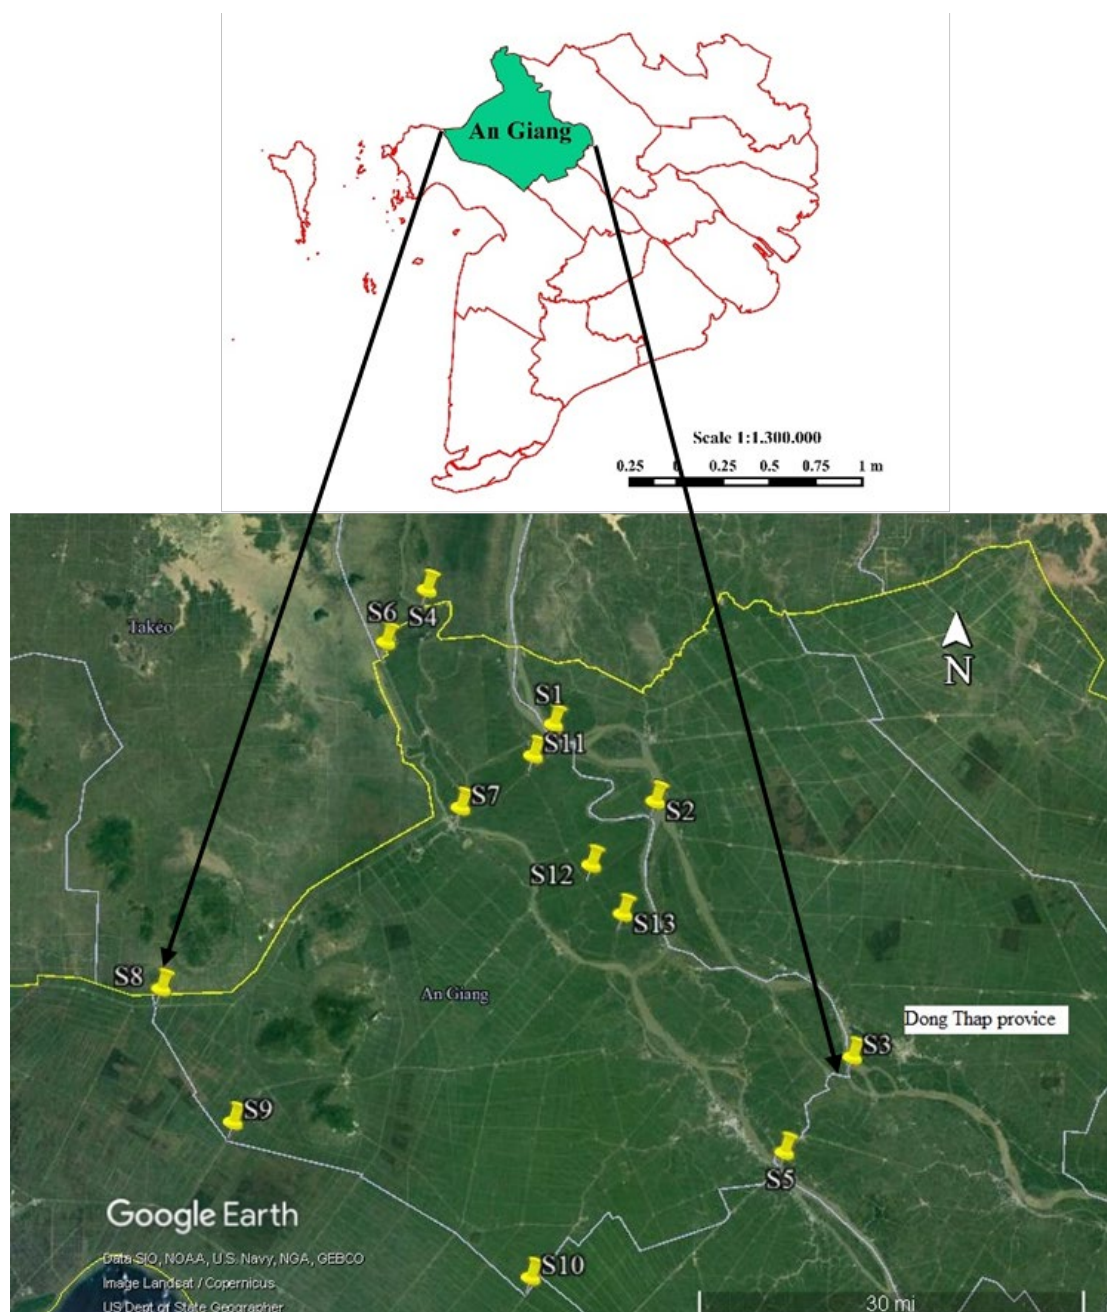 An Giang
Scale 1:1.300.000
0.25 0 0.25 0.5 0.75 1 m
S6 S4
Takéo
N
S1
S11
S7
S2
S12
S13
S8
An Giang
Dong Thap provice
S3
S9
S5
Google Earth
Data SIO, NOAA, U.S. Navy, NGA, GEBCO
Image Landsat / Copernicus
US Dept of State Geographer
S10
30 mi